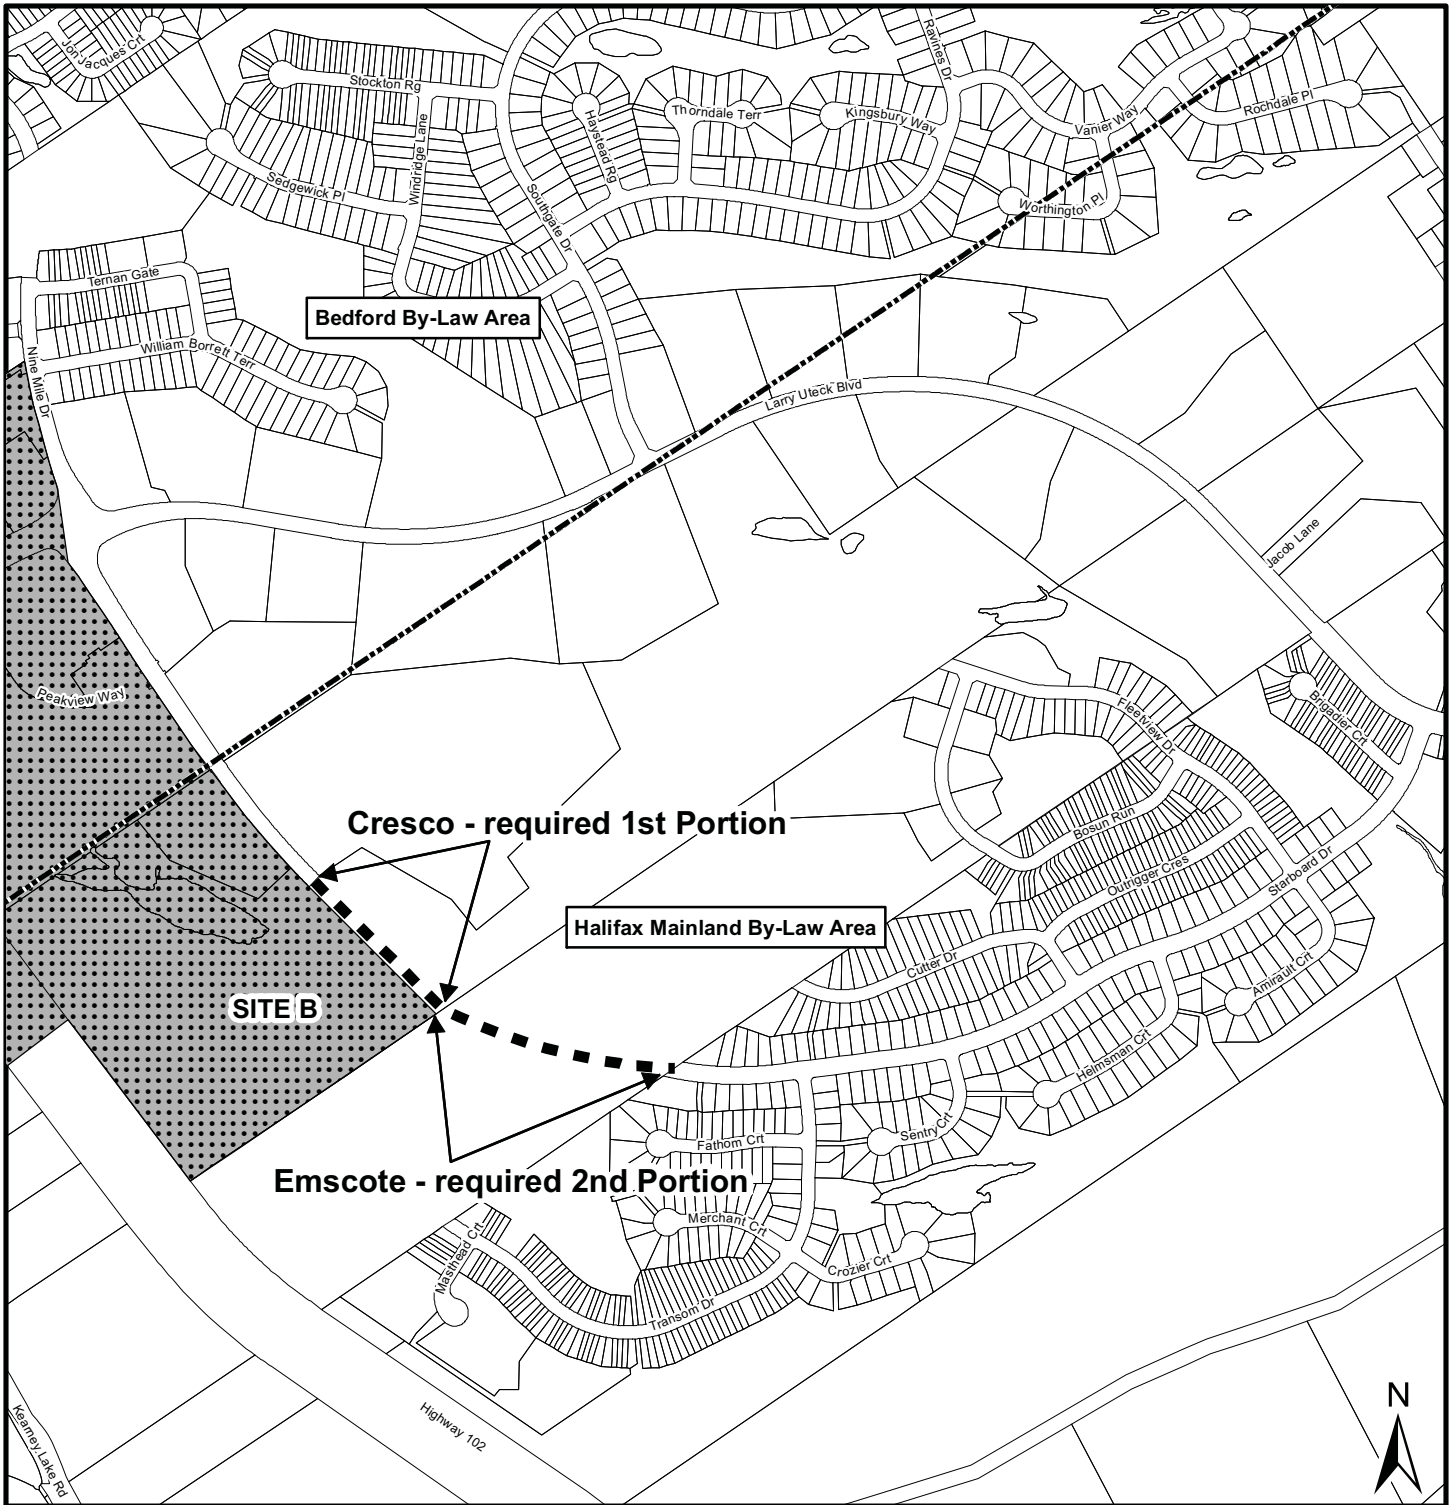 Jon Jacques Crt
Stockton Rg
Ravines Dr
Haystead Rg
Thorndale Terr
Kingsbury Way
Vanier Way
Rochdale Pl
Windridge Lane
Sedgewick Pl
Southgate Dr
Worthington Pl
Ternan Gate
Bedford By-Law Area
Nine Mile Dr
William Borrett Terr
Larry Uteck Blvd
Jacob Lane
Peakview Way
Fleetview Dr
Brigadier Crt
Cresco - required 1st Portion
Bosun Run
Outrigger Cres
Starboard Dr
Halifax Mainland By-Law Area
Cutter Dr
Amirault Crt
SITE B
Helmsman Crt
Sentry Crt
Fathom Crt
Emscote - required 2nd Portion
Merchant Crt
Masthead Crt
Crozier Crt
Transom Dr
Highway 102
Kearney Lake Rd
N